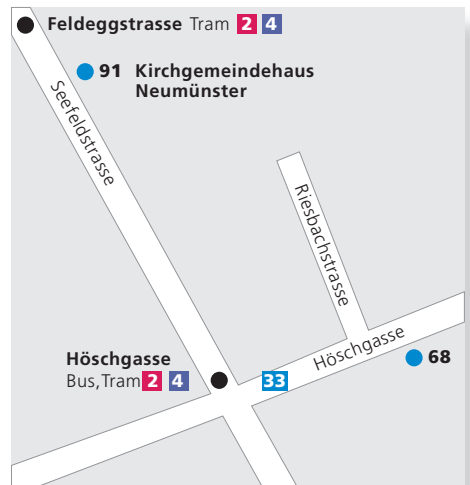 Feldeggstrasse Tram 2 4
91 Kirchgemeindehaus
Neumünster
Seefeldstrasse
Riesbachstrasse
Höschgasse
68
Höschgasse
Bus,Tram 2 4 33